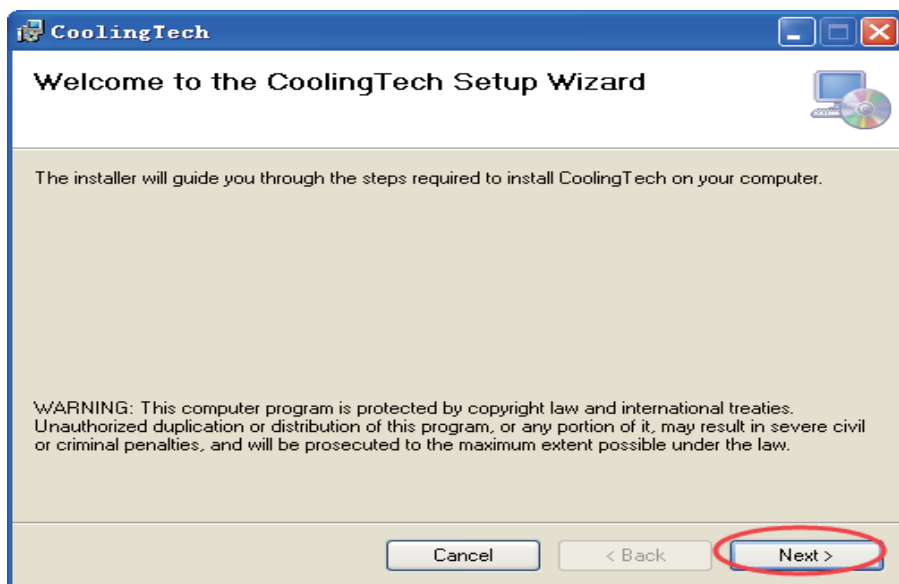 CoolingTech
Welcome to the CoolingTech Setup Wizard
The installer will guide you through the steps required to install CoolingTech on your computer.
WARNING: This computer program is protected by copyright law and international treaties.
Unauthorized duplication or distribution of this program, or any portion of it, may result in severe civil
or criminal penalties, and will be prosecuted to the maximum extent possible under the law.
Cancel
< Back
Next >